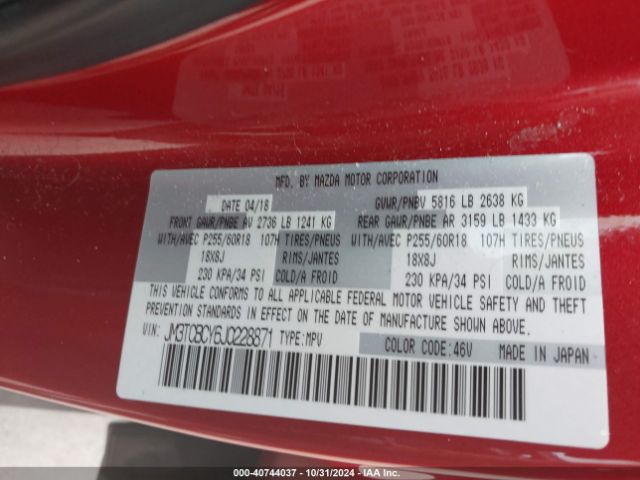 MFD. BY MAZDA MOTOR CORPORATION
DATE 04/18 GVWR/PNBV 5816 LB 2638 KG
FRONT GAWR/PNBE AV 2736 LB 1241 KG REAR GAWR/PNBE AR 3159 LB 1433 KG
WITH/AVEC P255/60R18 107H TIRES/PNEUS WITH/AVEC P255/60R18 107H TIRES/PNEUS
18X8J RIMS/JANTES 18X8J RIMS/JANTES
230 KPA/34 PSI COLD/A FROID 230 KPA/34 PSI COLD/A FROID
THIS VEHICLE CONFORMS TO ALL APPLICABLE FEDERAL MOTOR VEHICLE SAFETY AND THEFT
PREVENTION STANDARDS IN EFFECT ON THE DATE OF MANUFACTURE SHOWN ABOVE.
VIN: JM3TCBCY6J0228871 TYPE:MPV
COLOR CODE:46V MADE IN JAPAN
© - 40744037 - 10/31/2024 - IAA Inc.